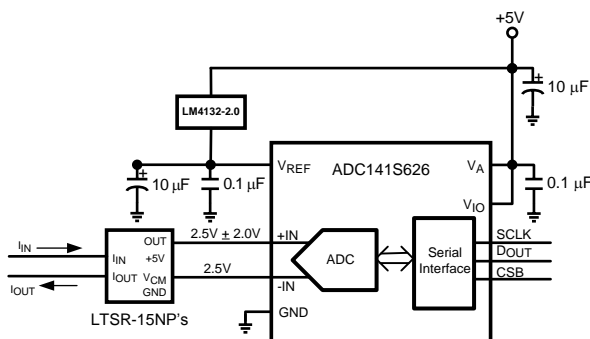 +5V
+
10 µF
LM4132-2.0
+
10 µF
0.1 µF
VREF
ADC141S626
VA
0.1 µF
VIO
IIN
OUT
2.5V ± 2.0V
+IN
SCLK
IIN
+5V
ADC
Serial
Interface
DOUT
IOUT
VCM
2.5V
-IN
CSB
IOUT
GND
GND
LTSR-15NP's